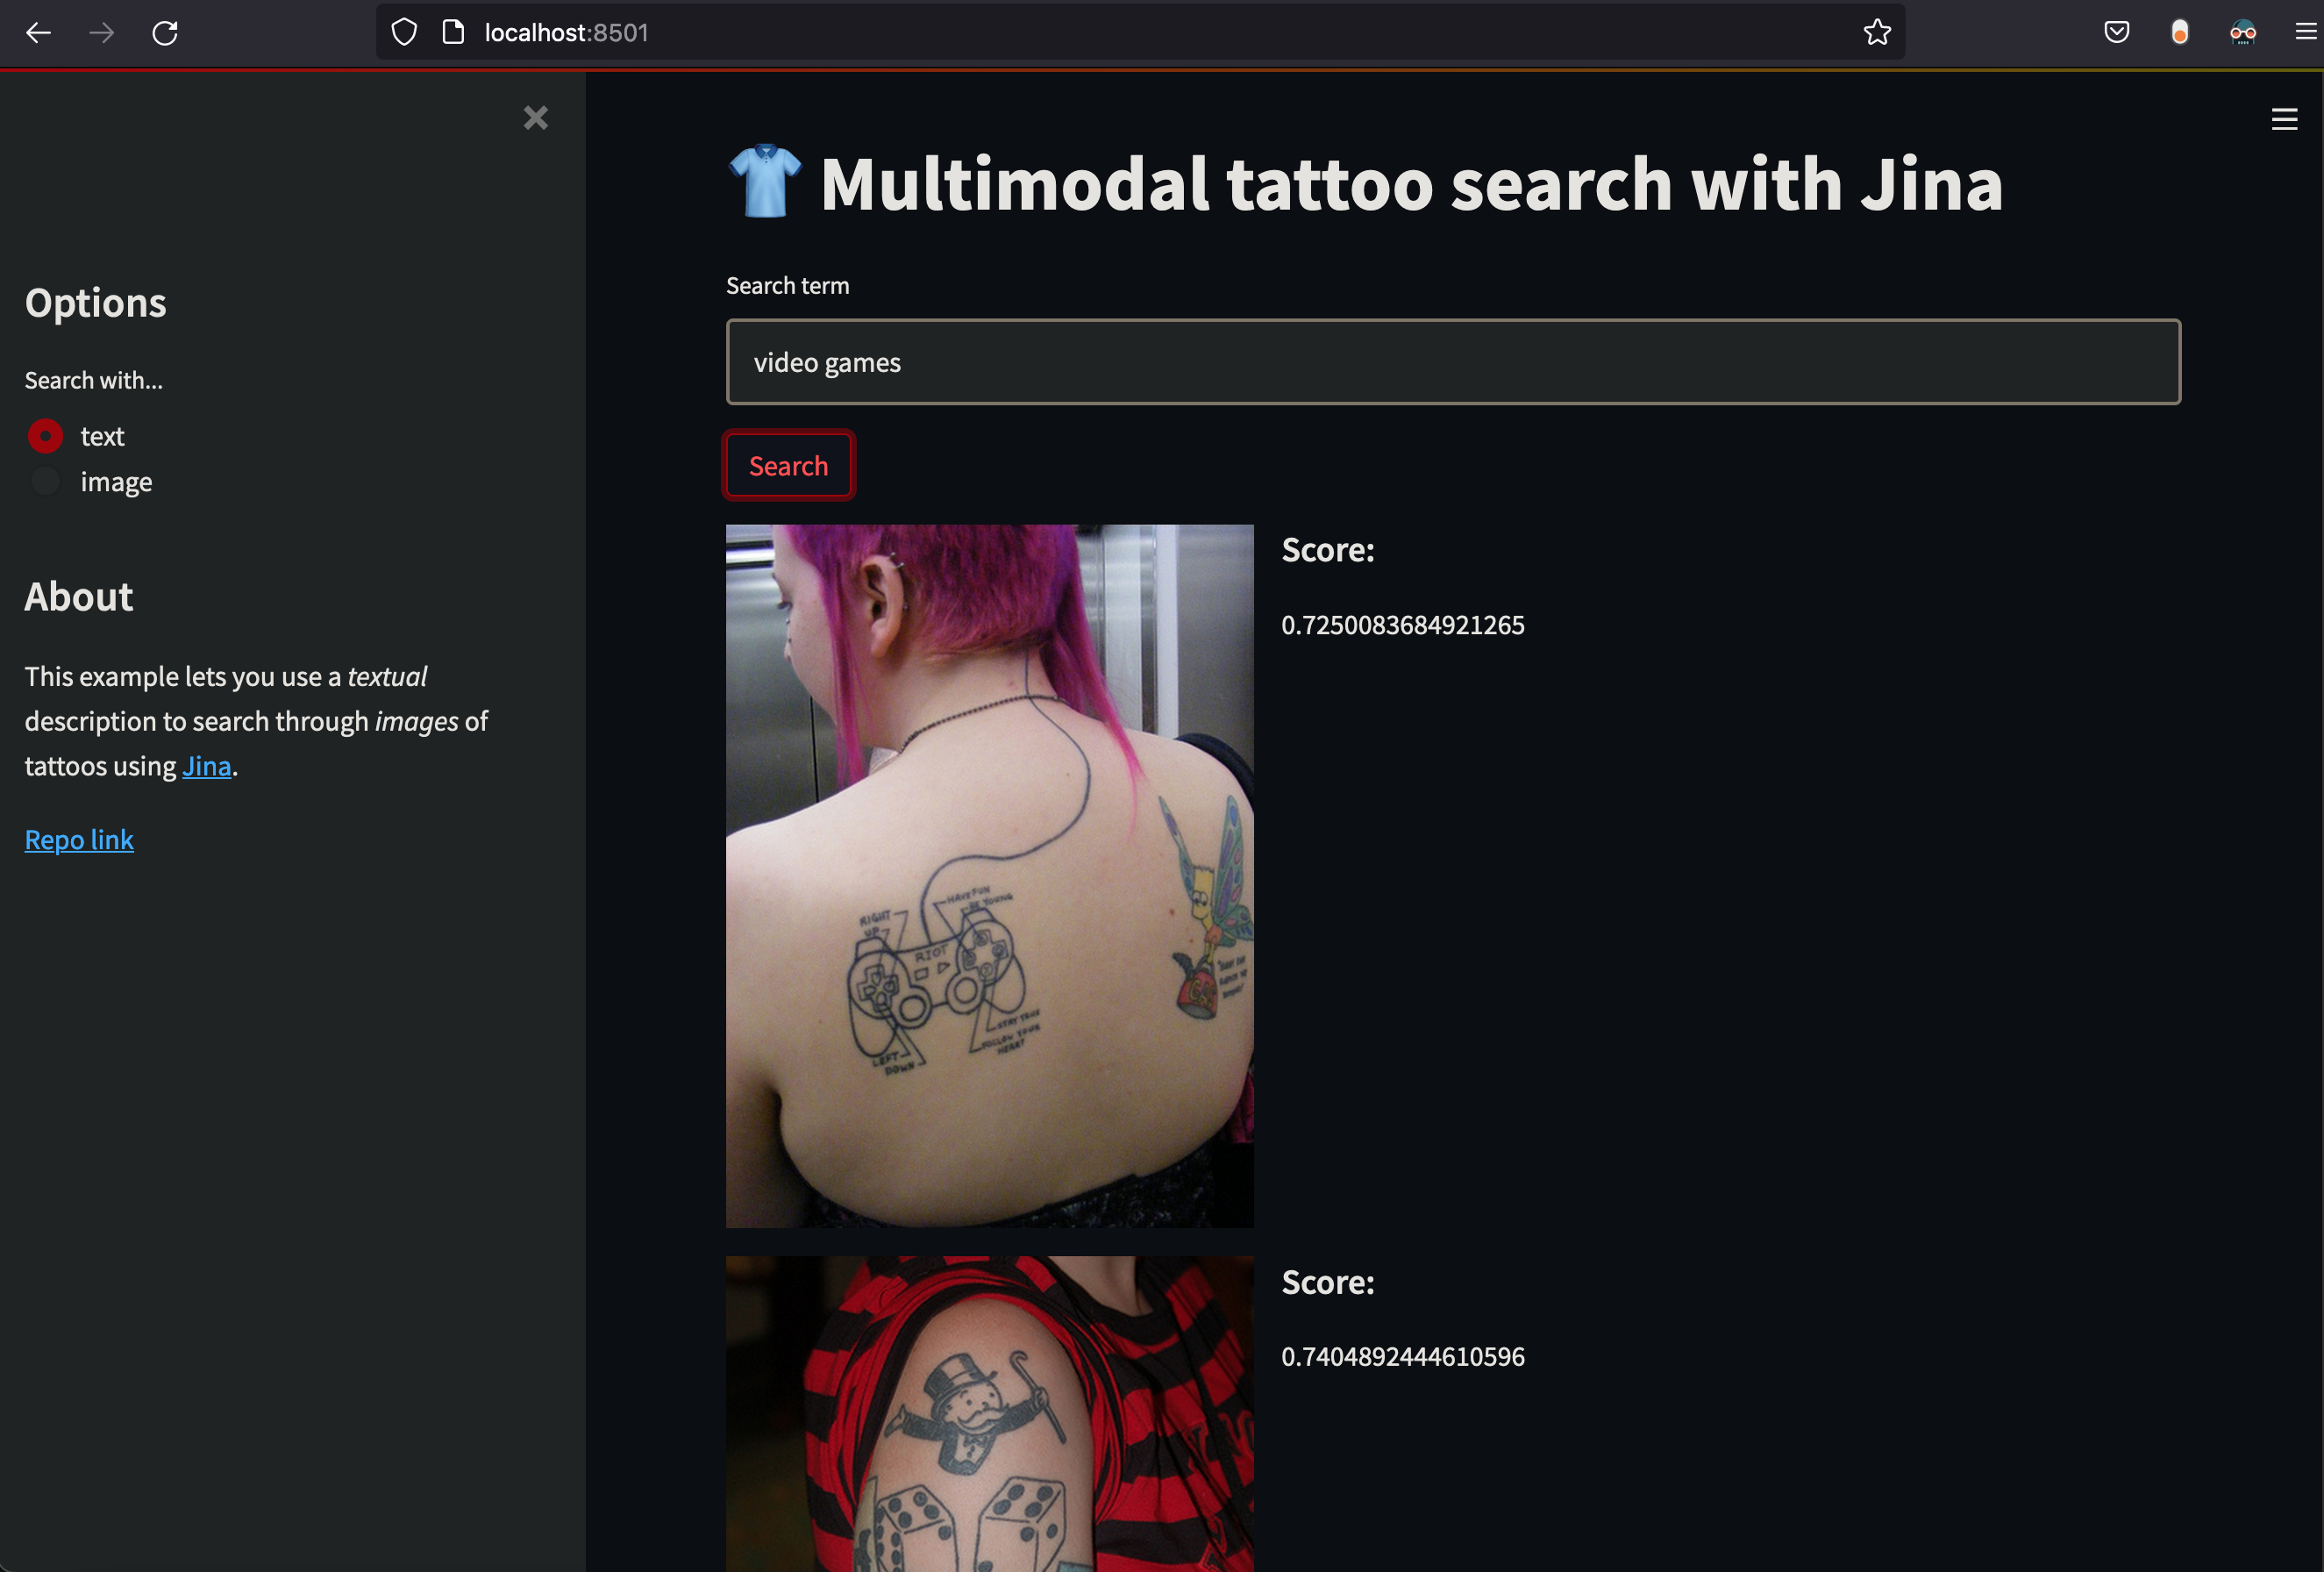 localhost:8501
Options
Search with...
text
image
About
This example lets you use a textual
description to search through images of
tattoos using Jina.
Repo link
Multimodal tattoo search with Jina
Search term
video games
Search
Score:
0.7250083684921265
RIGHT
UP
HAVE FUN
BE YOUNG
RIOT
LEFT
DOWN
STAY TRUE
FOLLOW YOUR
HEART
Score:
0.7404892444610596